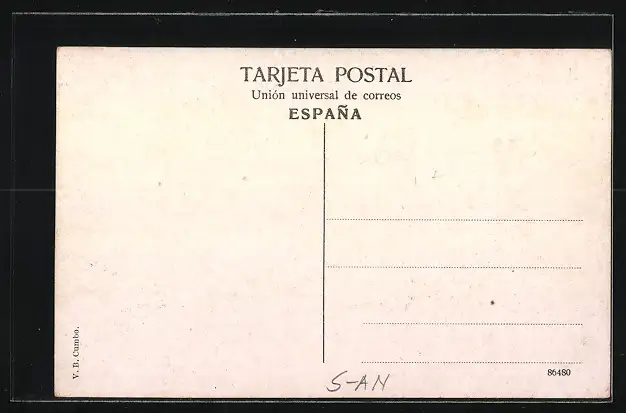 TARJETA POSTAL
Unión universal de correos
ESPAÑA
V. B. Cumbo.
86480
S-AN